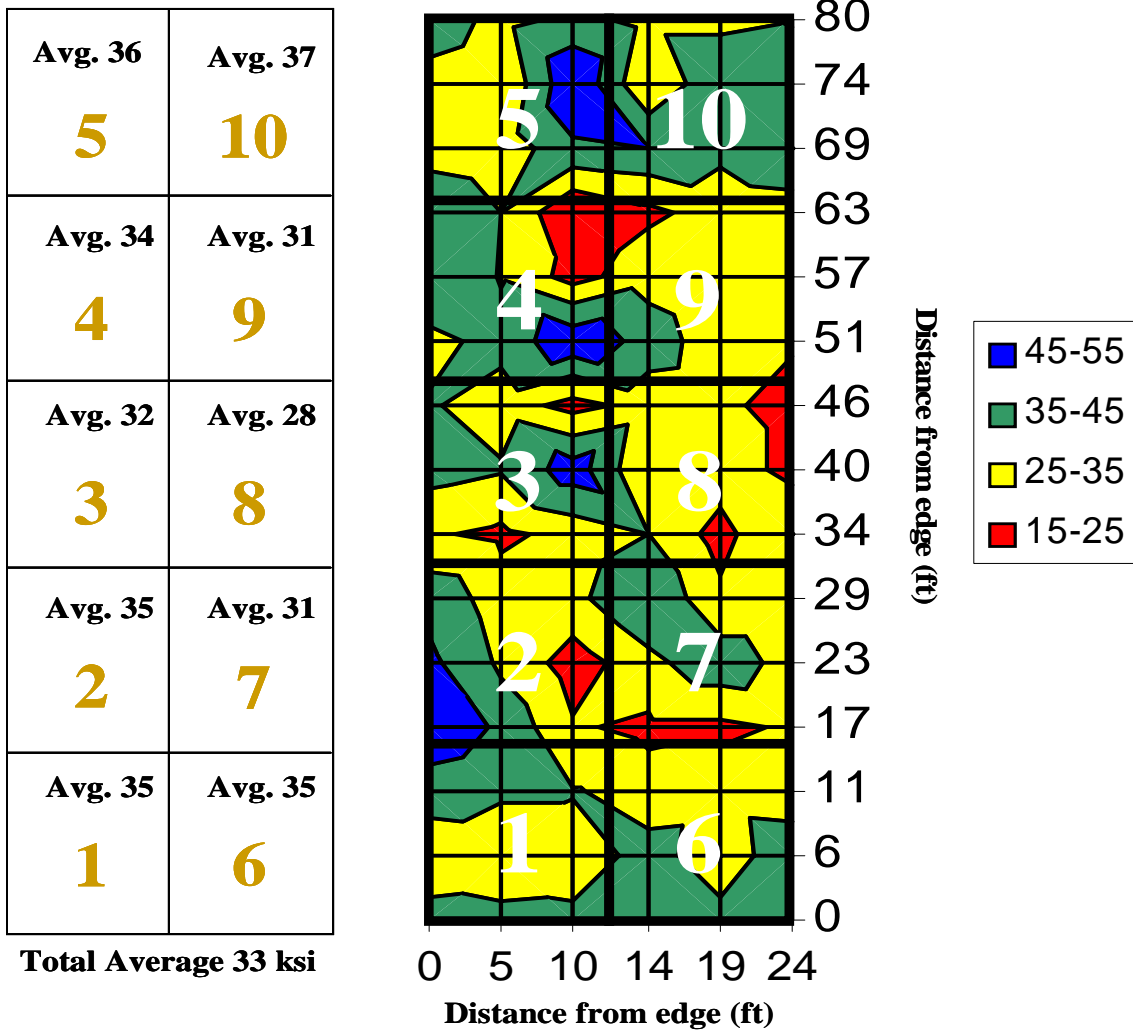 Avg. 36
Avg. 37
5
10
Avg. 34
Avg. 31
4
9
Avg. 32
Avg. 28
3
8
Avg. 35
Avg. 31
2
7
Avg. 35
Avg. 35
1
6
Total Average 33 ksi
5
10
4
9
3
8
2
7
1
6
80
74
69
63
57
51
46
40
34
29
23
17
11
6
0
0 5 10 14 19 24
Distance from edge (ft)
Distance from edge (ft)
45-55
35-45
25-35
15-25